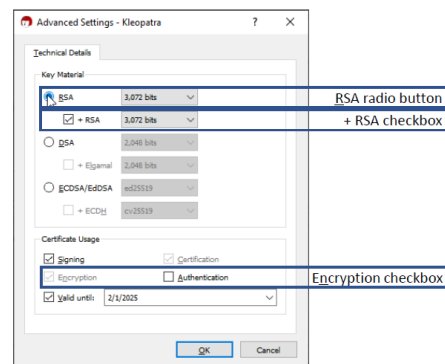 Advanced Settings - Kleopatra ? ×
Technical Details
Key Material
RSA 3,072 bits RSA radio button
+ RSA 3,072 bits + RSA checkbox
DSA 2,048 bits
+ Elgamal 2,048 bits
ECDSA/EdDSA ed25519
+ ECDH cv25519
Certificate Usage
Signing Certification
Encryption Authentication Encryption checkbox
Valid until: 2/1/2025
OK Cancel